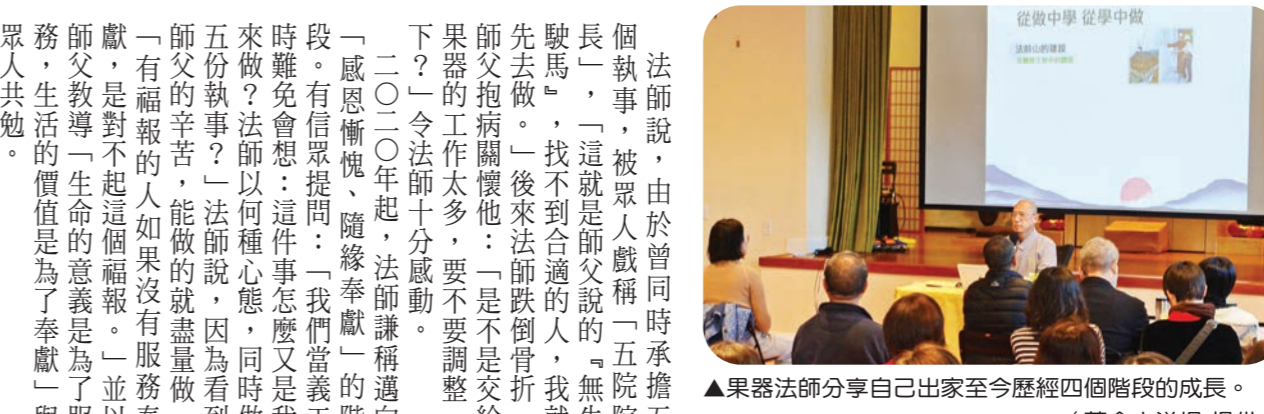 法師說，由於曾同時承擔五
個執事，被眾人戲稱「五院院
長」，「這就是師父說的『無牛
駛馬』，找不到合適的人，我就
先去做。」後來法師跌倒骨折
師父抱病關懷他：「是不是交給
果器的工作太多，要不要調整
下？」令法師十分感動。
二〇二〇年起，法師謙稱邁向
「感恩慚愧、隨緣奉獻」的階
段。有信眾提問：「我們當義工
時難免會想：這件事怎麼又是我
來做？法師以何種心態，同時做
五份執事？」法師說，因為看到
師父的辛苦，能做的就盡量做
「有福報的人如果沒有服務奉
獻，是對不起這個福報。」並以
師父教導「生命的意義是為了服
務，生活的價值是為了奉獻」與
眾人共勉。
從做中學 從學中做
法鼓山的建設
▲果器法師分享自己出家至今歷經四個階段的成長。